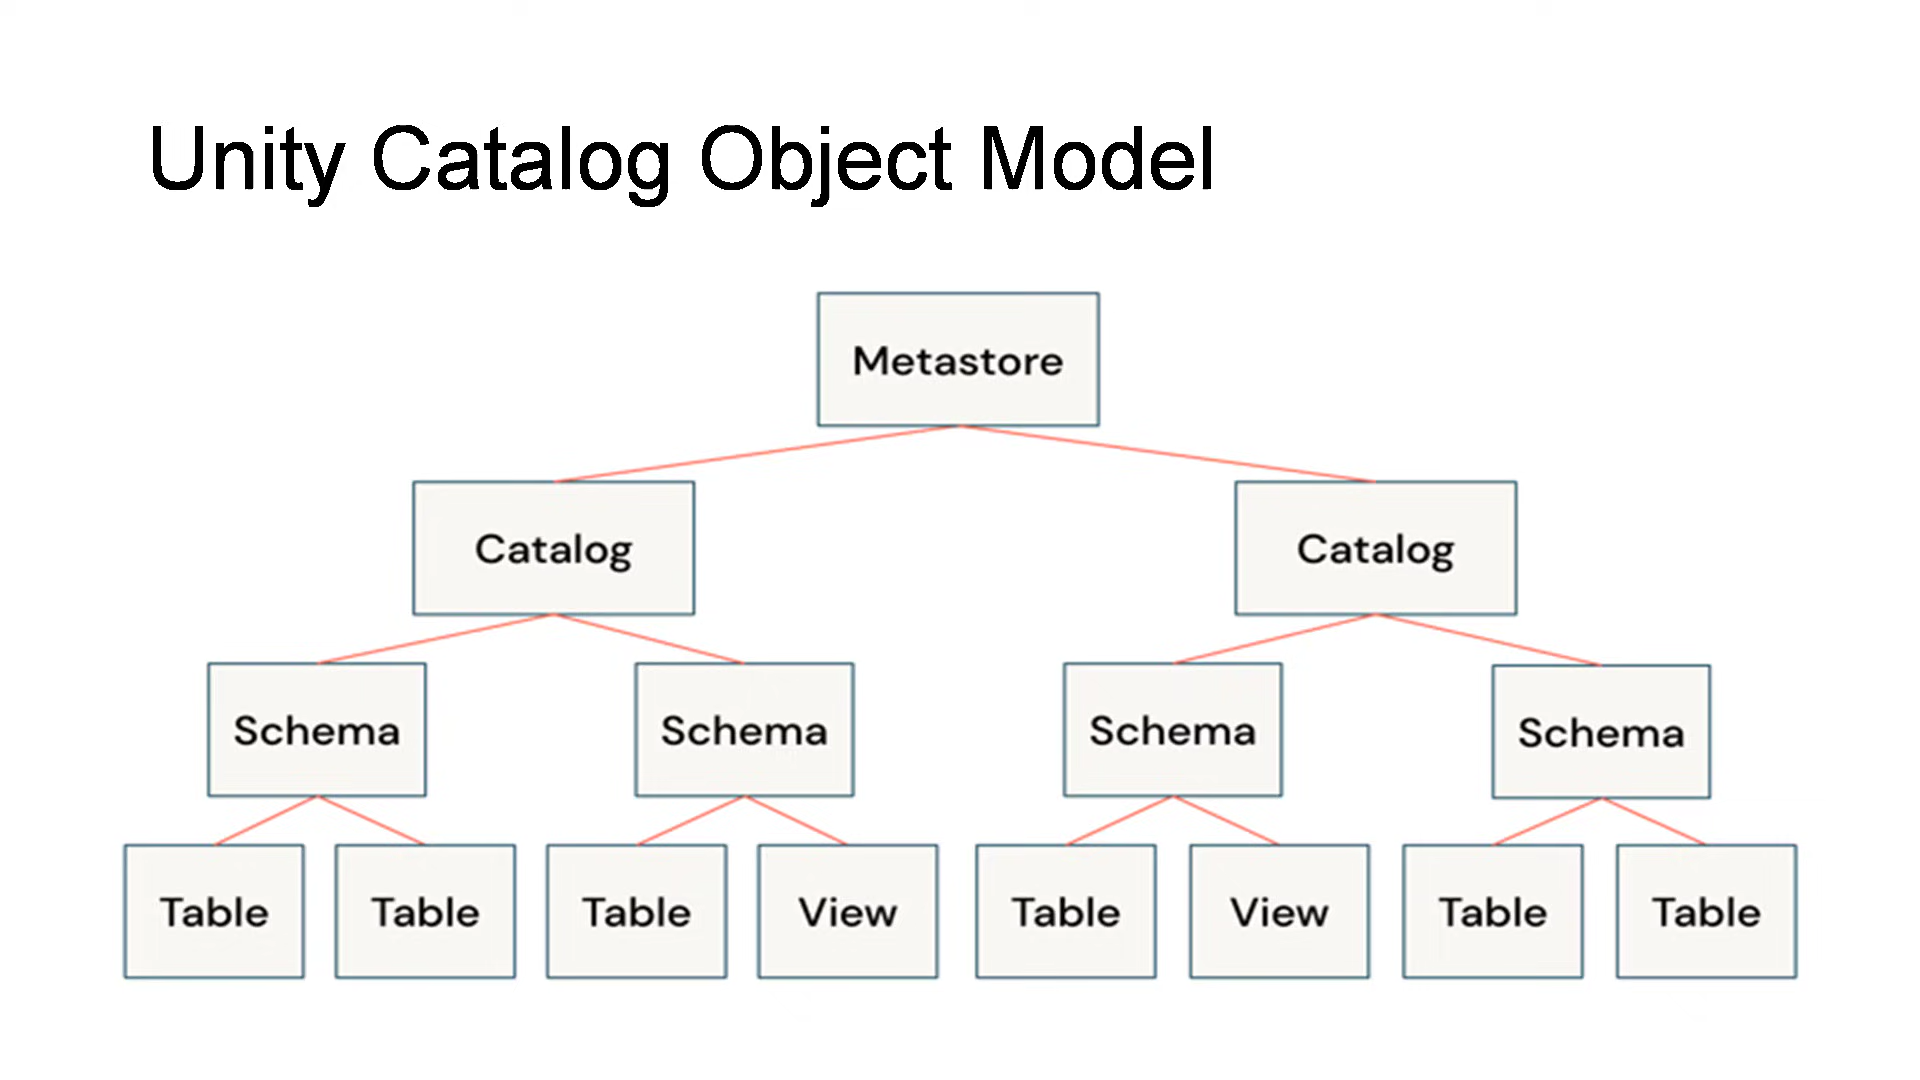 Unity Catalog Object Model
Metastore
Catalog
Catalog
Schema
Schema
Schema
Schema
Table
Table
Table
View
Table
View
Table
Table